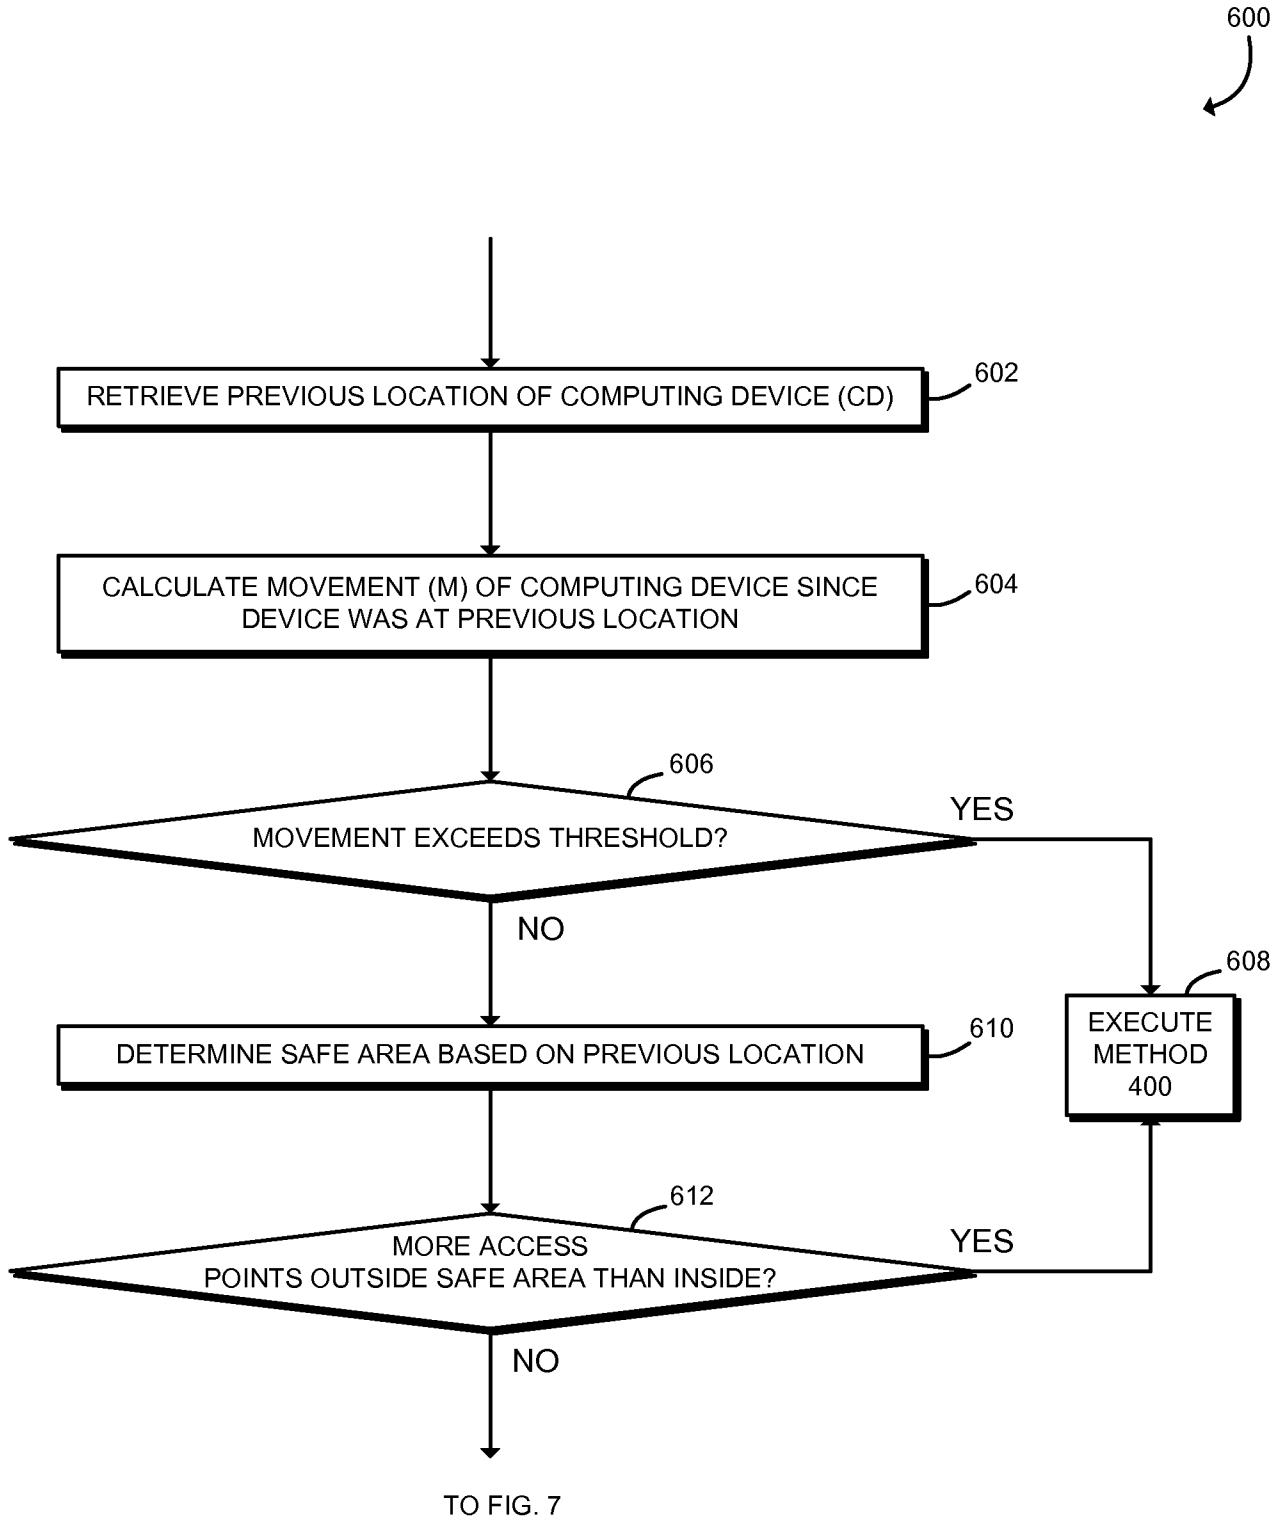 600
RETRIEVE PREVIOUS LOCATION OF COMPUTING DEVICE (CD)
602
CALCULATE MOVEMENT (M) OF COMPUTING DEVICE SINCE
DEVICE WAS AT PREVIOUS LOCATION
604
606
MOVEMENT EXCEEDS THRESHOLD?
YES
NO
608
EXECUTE
METHOD
400
DETERMINE SAFE AREA BASED ON PREVIOUS LOCATION
610
612
MORE ACCESS
POINTS OUTSIDE SAFE AREA THAN INSIDE?
YES
NO
TO FIG. 7